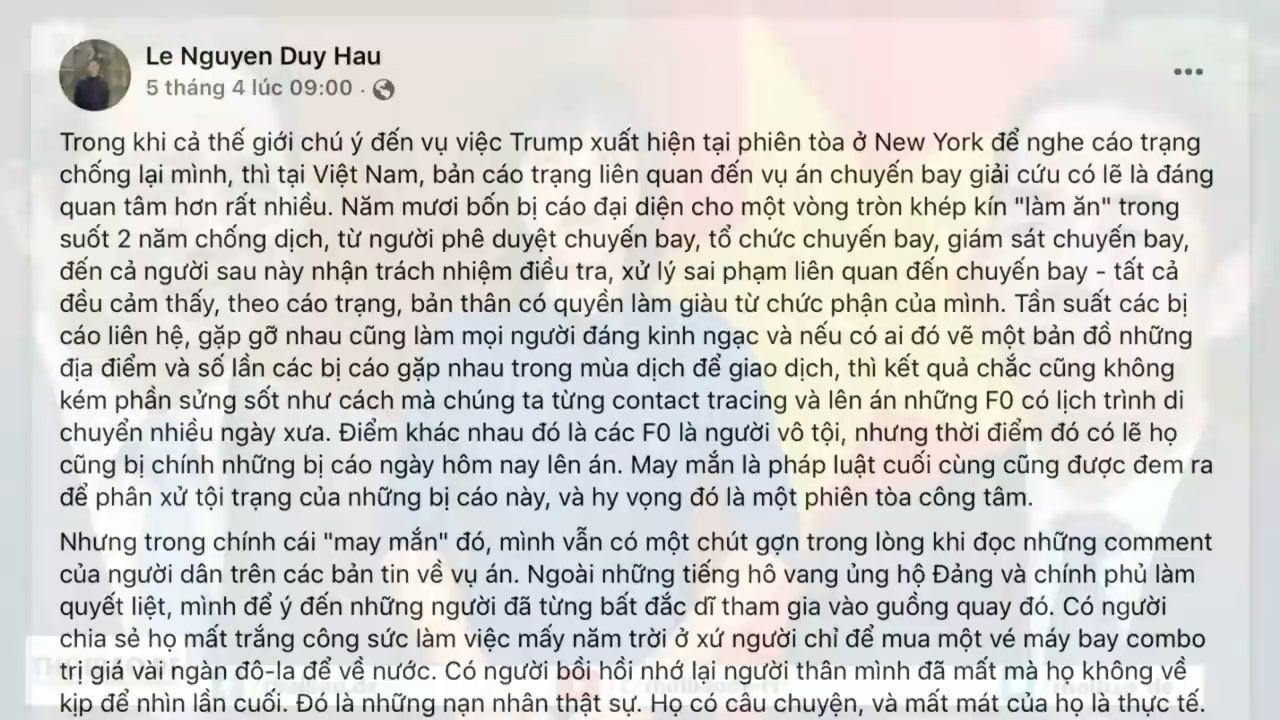 Le Nguyen Duy Hau
5 tháng 4 lúc 09:00 ·
Trong khi cả thế giới chú ý đến vụ việc Trump xuất hiện tại phiên tòa ở New York để nghe cáo trạng
chống lại mình, thì tại Việt Nam, bản cáo trạng liên quan đến vụ án chuyến bay giải cứu có lẽ là đáng
quan tâm hơn rất nhiều. Năm mươi bốn bị cáo đại diện cho một vòng tròn khép kín "làm ăn" trong
suốt 2 năm chống dịch, từ người phê duyệt chuyến bay, tổ chức chuyến bay, giám sát chuyến bay,
đến cả người sau này nhận trách nhiệm điều tra, xử lý sai phạm liên quan đến chuyến bay - tất cả
đều cảm thấy, theo cáo trạng, bản thân có quyền làm giàu từ chức phận của mình. Tần suất các bị
cáo liên hệ, gặp gỡ nhau cũng làm mọi người đáng kinh ngạc và nếu có ai đó vẽ một bản đồ những
địa điểm và số lần các bị cáo gặp nhau trong mùa dịch để giao dịch, thì kết quả chắc cũng không
kém phần sửng sốt như cách mà chúng ta từng contact tracing và lên án những F0 có lịch trình di
chuyển nhiều ngày xưa. Điểm khác nhau đó là các F0 là người vô tội, nhưng thời điểm đó có lẽ họ
cũng bị chính những bị cáo ngày hôm nay lên án. May mắn là pháp luật cuối cùng cũng được đem ra
để phân xử tội trạng của những bị cáo này, và hy vọng đó là một phiên tòa công tâm.
Nhưng trong chính cái "may mắn" đó, mình vẫn có một chút gợn trong lòng khi đọc những comment
của người dân trên các bản tin về vụ án. Ngoài những tiếng hô vang ủng hộ Đảng và chính phủ làm
quyết liệt, mình để ý đến những người đã từng bất đắc dĩ tham gia vào guồng quay đó. Có người
chia sẻ họ mất trắng công sức làm việc mấy năm trời ở xứ người chỉ để mua một vé máy bay combo
trị giá vài ngàn đô-la để về nước. Có người bồi hồi nhớ lại người thân mình đã mất mà họ không về
kịp để nhìn lần cuối. Đó là những nạn nhân thật sự. Họ có câu chuyện, và mất mát của họ là thực tế.